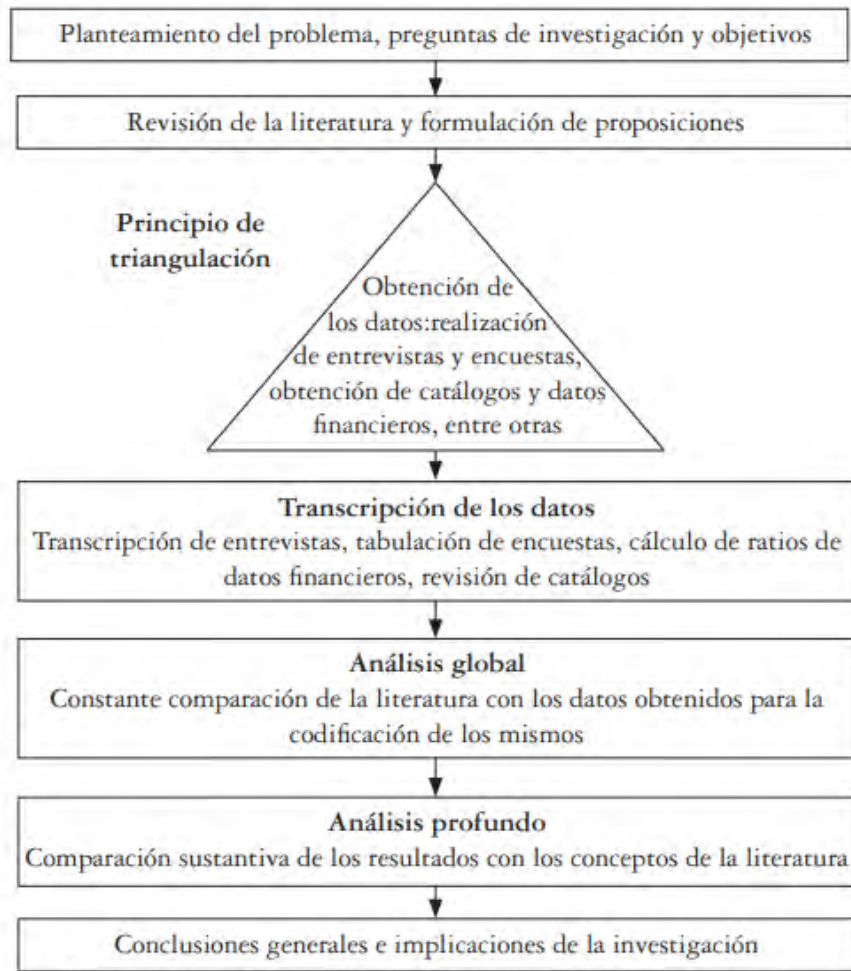 Planteamiento del problema, preguntas de investigación y objetivos
Revisión de la literatura y formulación de proposiciones
Principio de
triangulación
Obtención de
los datos:realización
de entrevistas y encuestas,
obtención de catálogos y datos
financieros, entre otras
Transcripción de los datos
Transcripción de entrevistas, tabulación de encuestas, cálculo de ratios de
datos financieros, revisión de catálogos
Análisis global
Constante comparación de la literatura con los datos obtenidos para la
codificación de los mismos
Análisis profundo
Comparación sustantiva de los resultados con los conceptos de la literatura
Conclusiones generales e implicaciones de la investigación